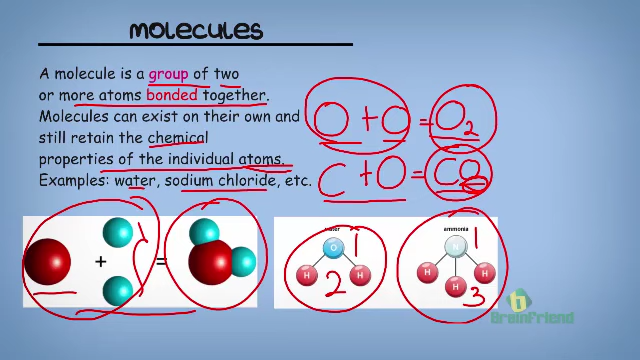 molecules
A molecule is a group of two
or more atoms bonded together.
Molecules can exist on their own and
still retain the chemical
properties of the individual atoms.
Examples: water, sodium chloride, etc.
O + O = O2
C + O = CO
+ =
water
O 1
H H
2
ammonia
N 1
H H H
3
BrainFriend